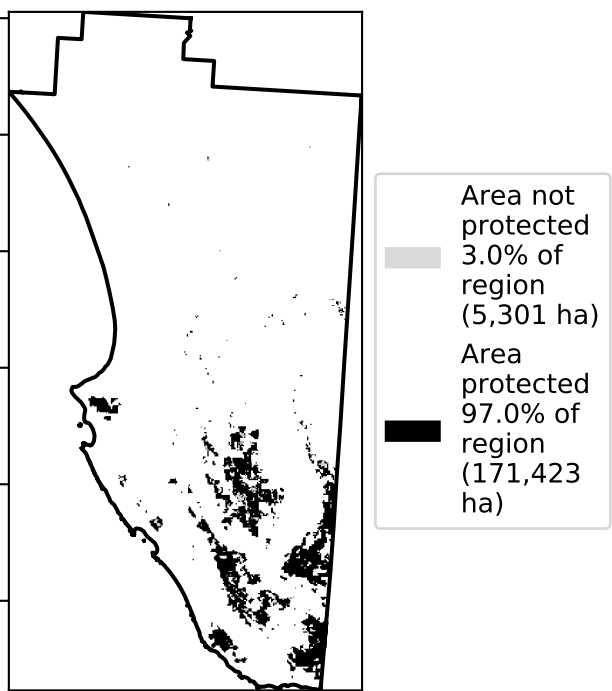 Area not
protected
3.0% of
region
(5,301 ha)
Area
protected
97.0% of
region
(171,423
ha)